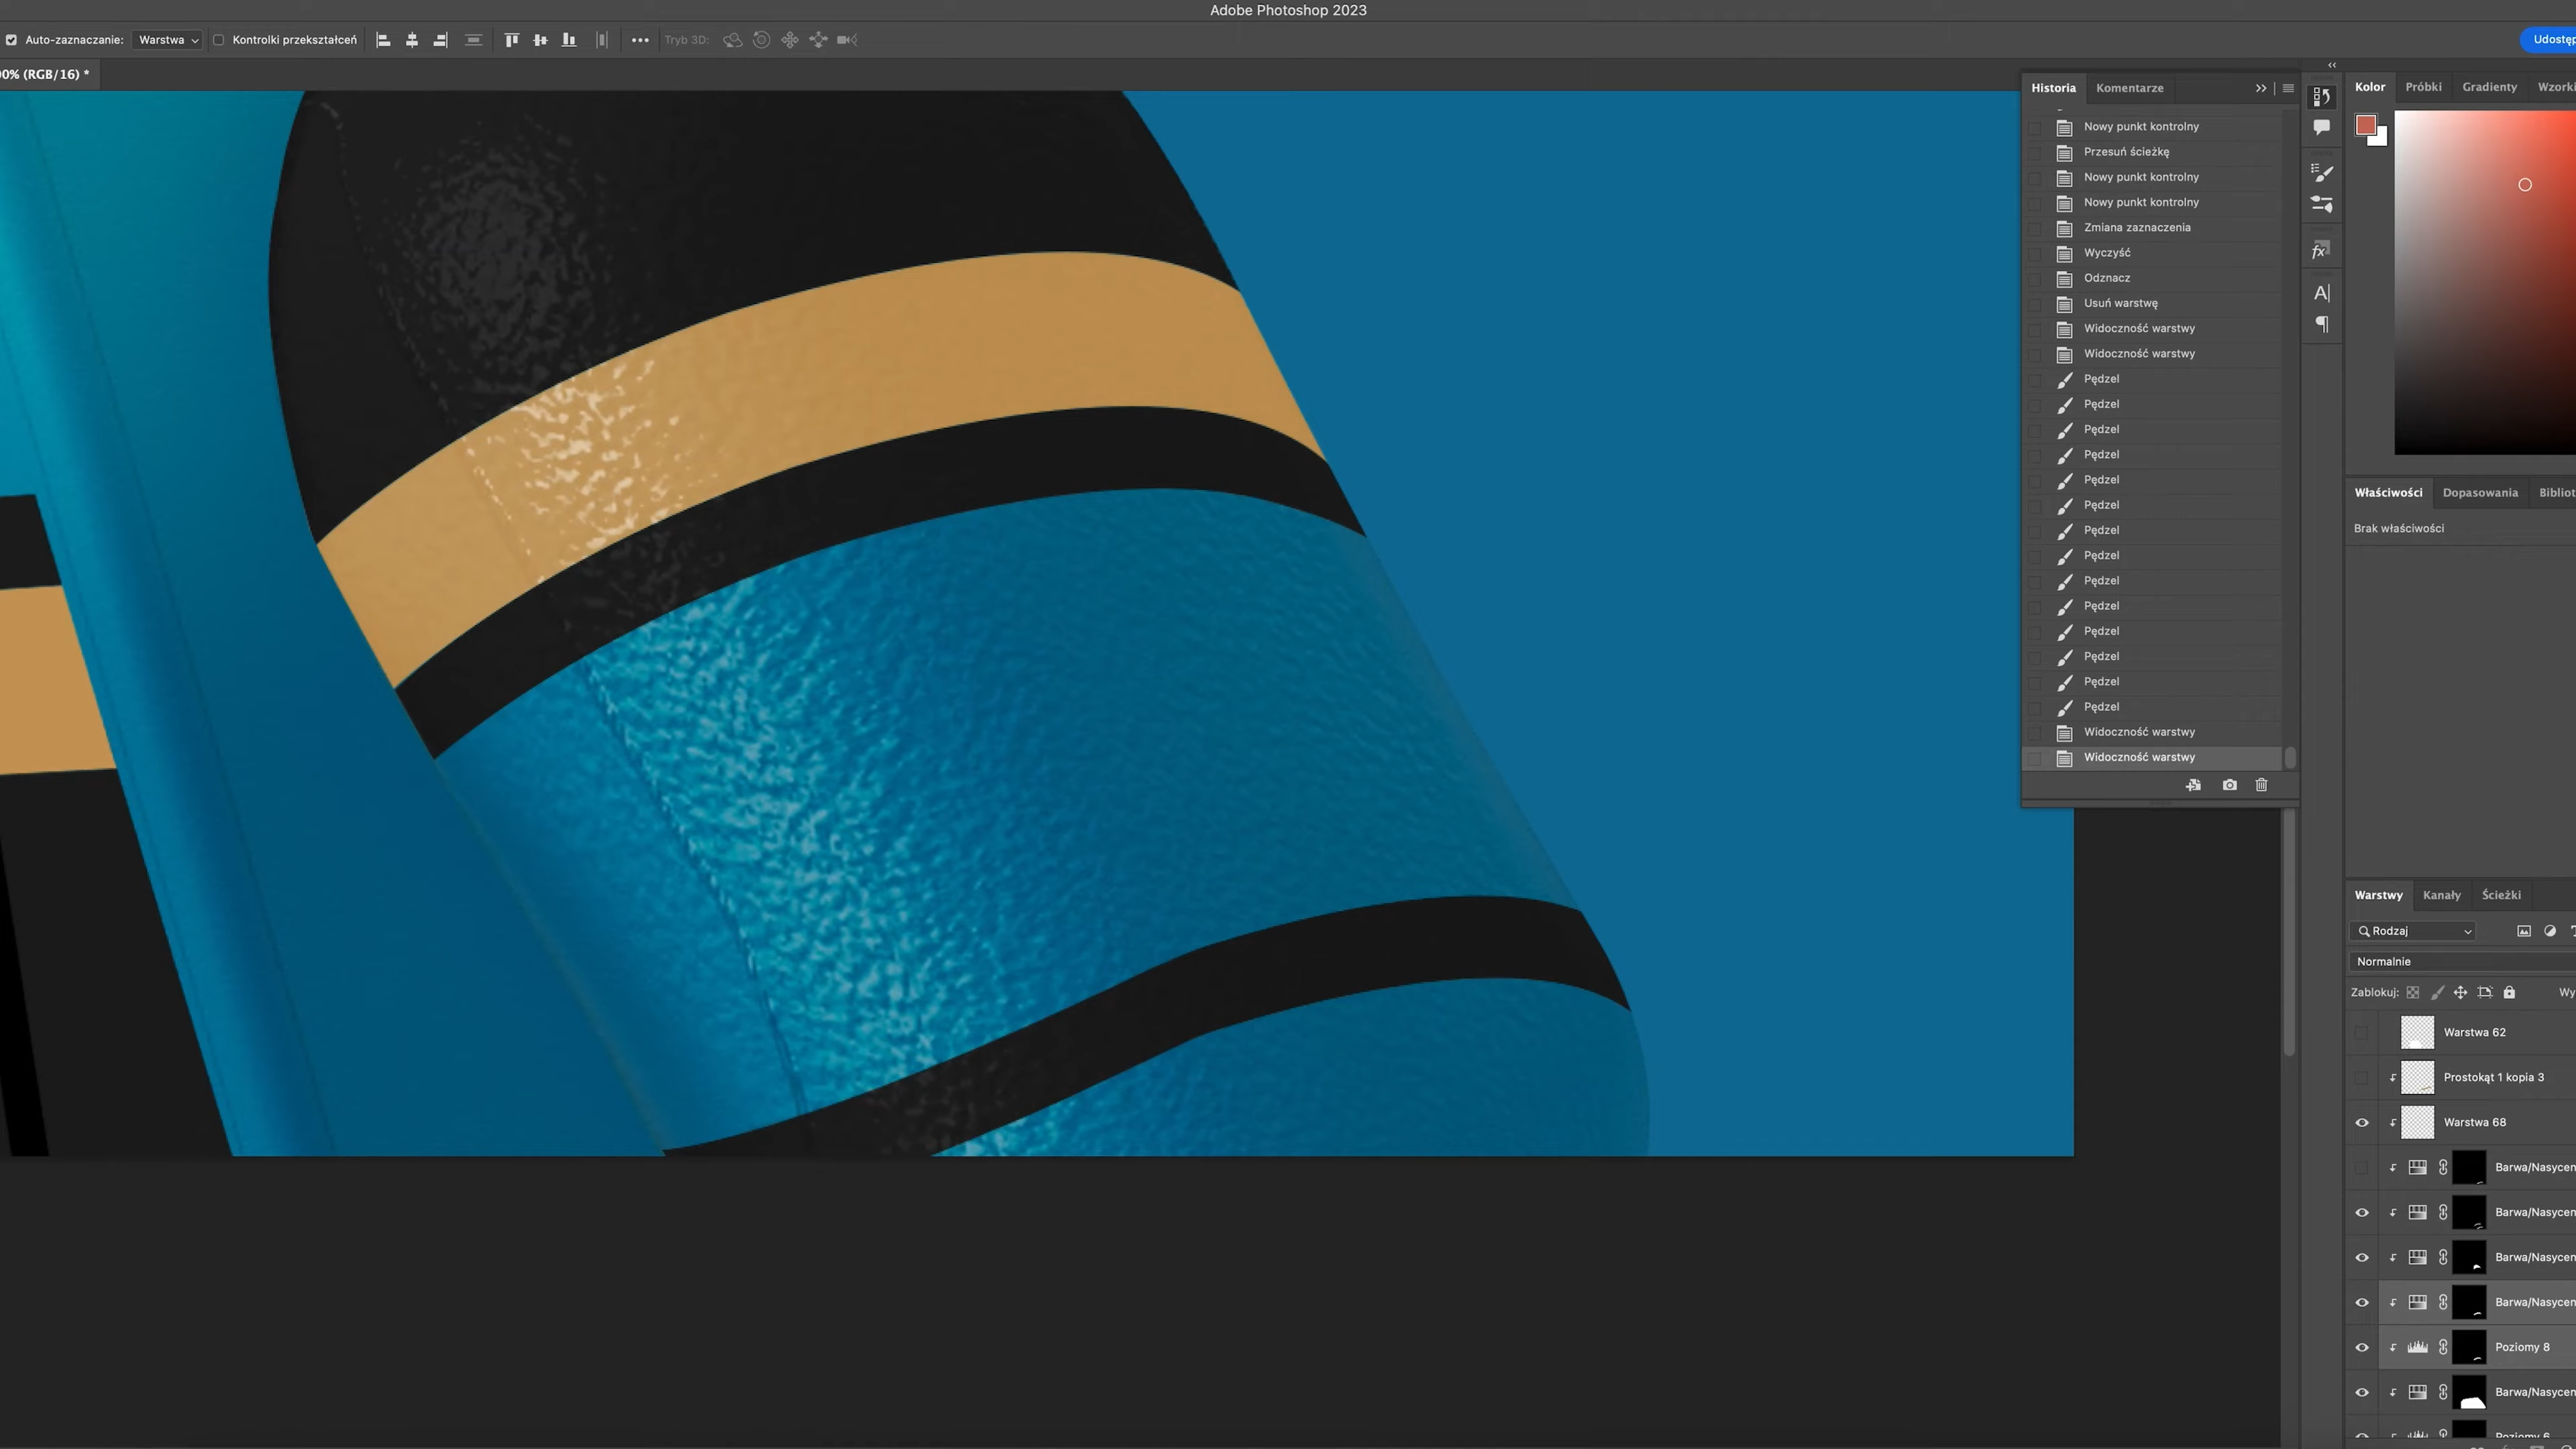 Adobe Photoshop 2023
Auto-zaznaczanie: Warstwa Kontrolki przekształceń Tryb 3D:
0% (RGB/16) *
Historia Komentarze
Nowy punkt kontrolny
Przesuń ścieżkę
Nowy punkt kontrolny
Nowy punkt kontrolny
Zmiana zaznaczenia
Wyczyść
Odznacz
Usuń warstwę
Widoczność warstwy
Widoczność warstwy
Pędzel
Pędzel
Pędzel
Pędzel
Pędzel
Pędzel
Pędzel
Pędzel
Pędzel
Pędzel
Pędzel
Pędzel
Pędzel
Pędzel
Widoczność warstwy
Widoczność warstwy
Udostęp
Kolor Próbki Gradienty Wzorki
Właściwości Dopasowania Bibliot
Brak właściwości
Warstwy Kanały Ścieżki
Rodzaj
Normalnie
Zablokuj: Wy
Warstwa 62
Prostokąt 1 kopia 3
Warstwa 68
Barwa/Nasycen
Barwa/Nasycen
Barwa/Nasycen
Barwa/Nasycen
Poziomy 8
Barwa/Nasycen
Poziomy 6